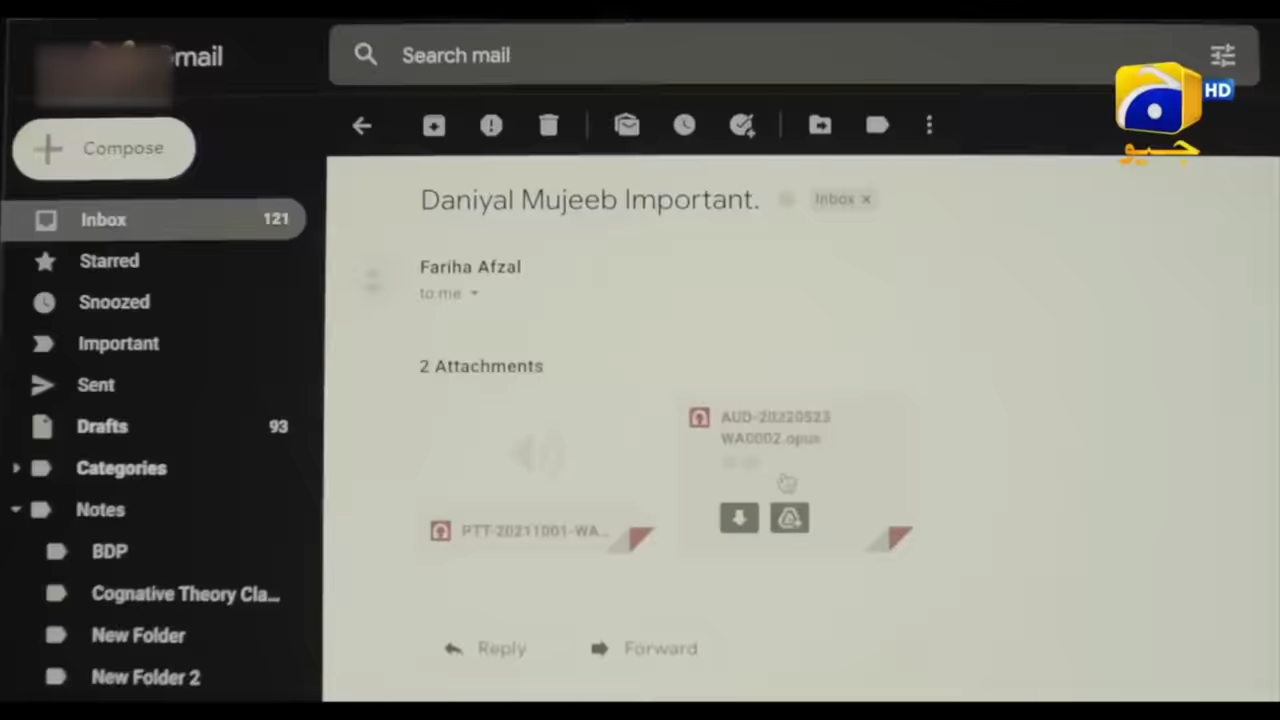 mail
Search mail
HD
جیو
Compose
Daniyal Mujeeb Important.
Inbox ×
Inbox 121
Starred
Fariha Afzal
to me
Snoozed
Important
2 Attachments
Sent
AUD-20220523
WA0002.opus
Drafts 93
Categories
Notes
PTT-20211001-WA...
BDP
Cognative Theory Cla...
New Folder
Reply
Forward
New Folder 2